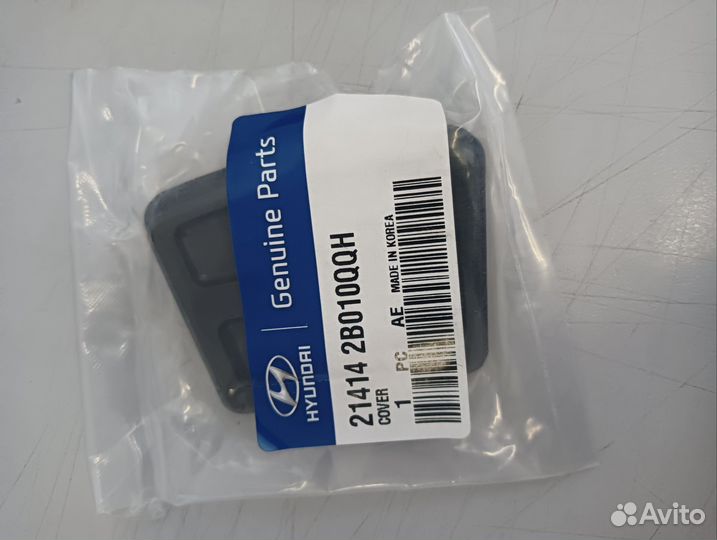 HYUNDAI | Genuine Parts
21414 2B010QQH
COVER
1 PC AE MADE IN KOREA
Avito